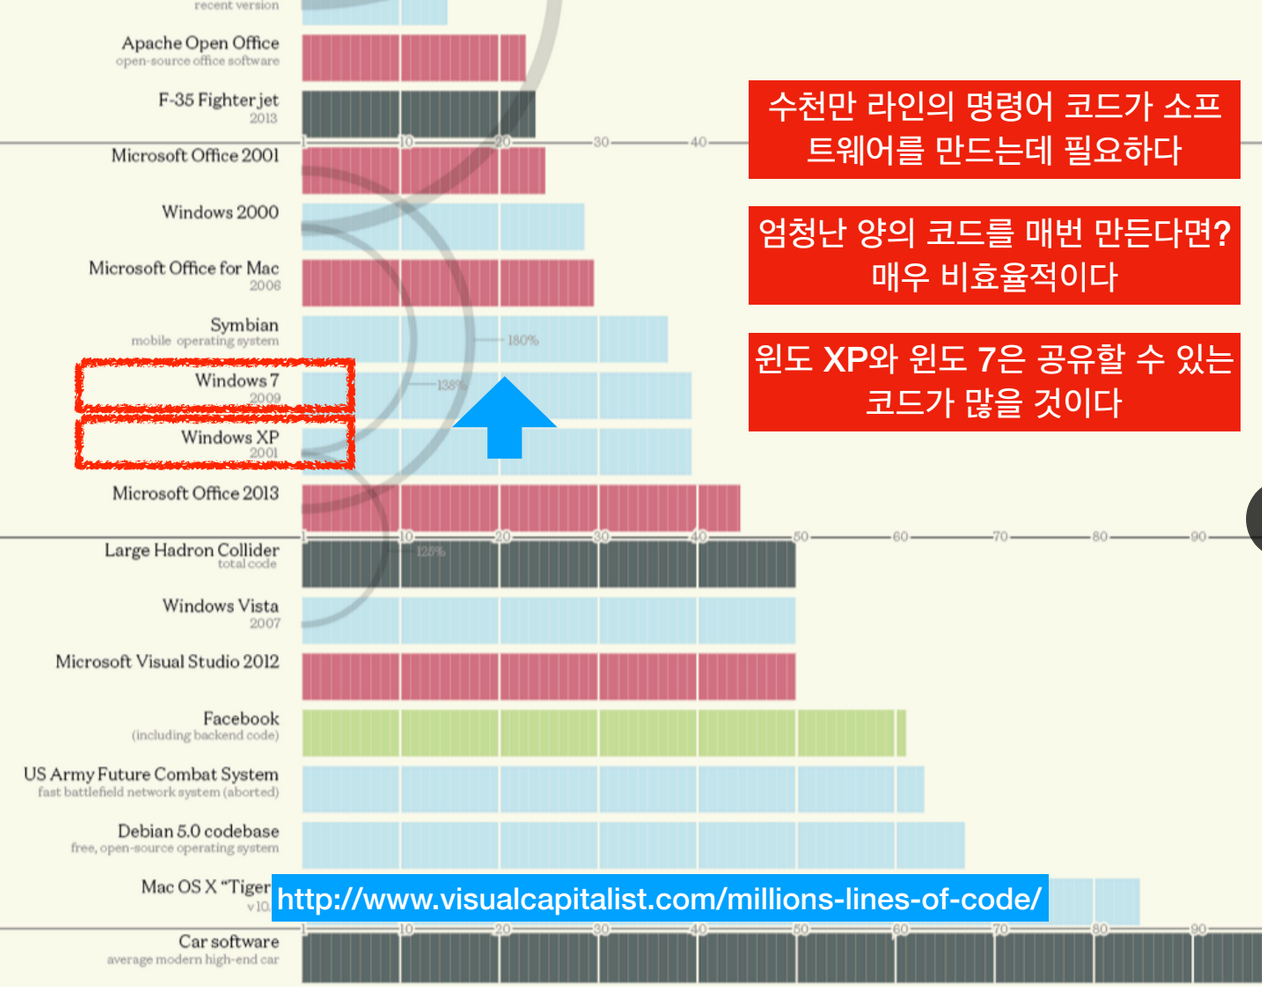 recent version
Apache Open Office
open-source office software
F-35 Fighter jet
2013
1 10 20 30 40
Microsoft Office 2001
Windows 2000
Microsoft Office for Mac
2006
Symbian
mobile operating system
180%
Windows 7
2009
138%
Windows XP
2001
Microsoft Office 2013
1 10 20 30 40 50 60 70 80 90
Large Hadron Collider
total code
125%
Windows Vista
2007
Microsoft Visual Studio 2012
Facebook
(including backend code)
US Army Future Combat System
fast battlefield network system (aborted)
Debian 5.0 codebase
free, open-source operating system
Mac OS X “Tiger
v10.
http://www.visualcapitalist.com/millions-lines-of-code/
1 10 20 30 40 50 60 70 80 90
Car software
average modern high-end car
수천만 라인의 명령어 코드가 소프
트웨어를 만드는데 필요하다
엄청난 양의 코드를 매번 만든다면?
매우 비효율적이다
윈도 XP와 윈도 7은 공유할 수 있는
코드가 많을 것이다